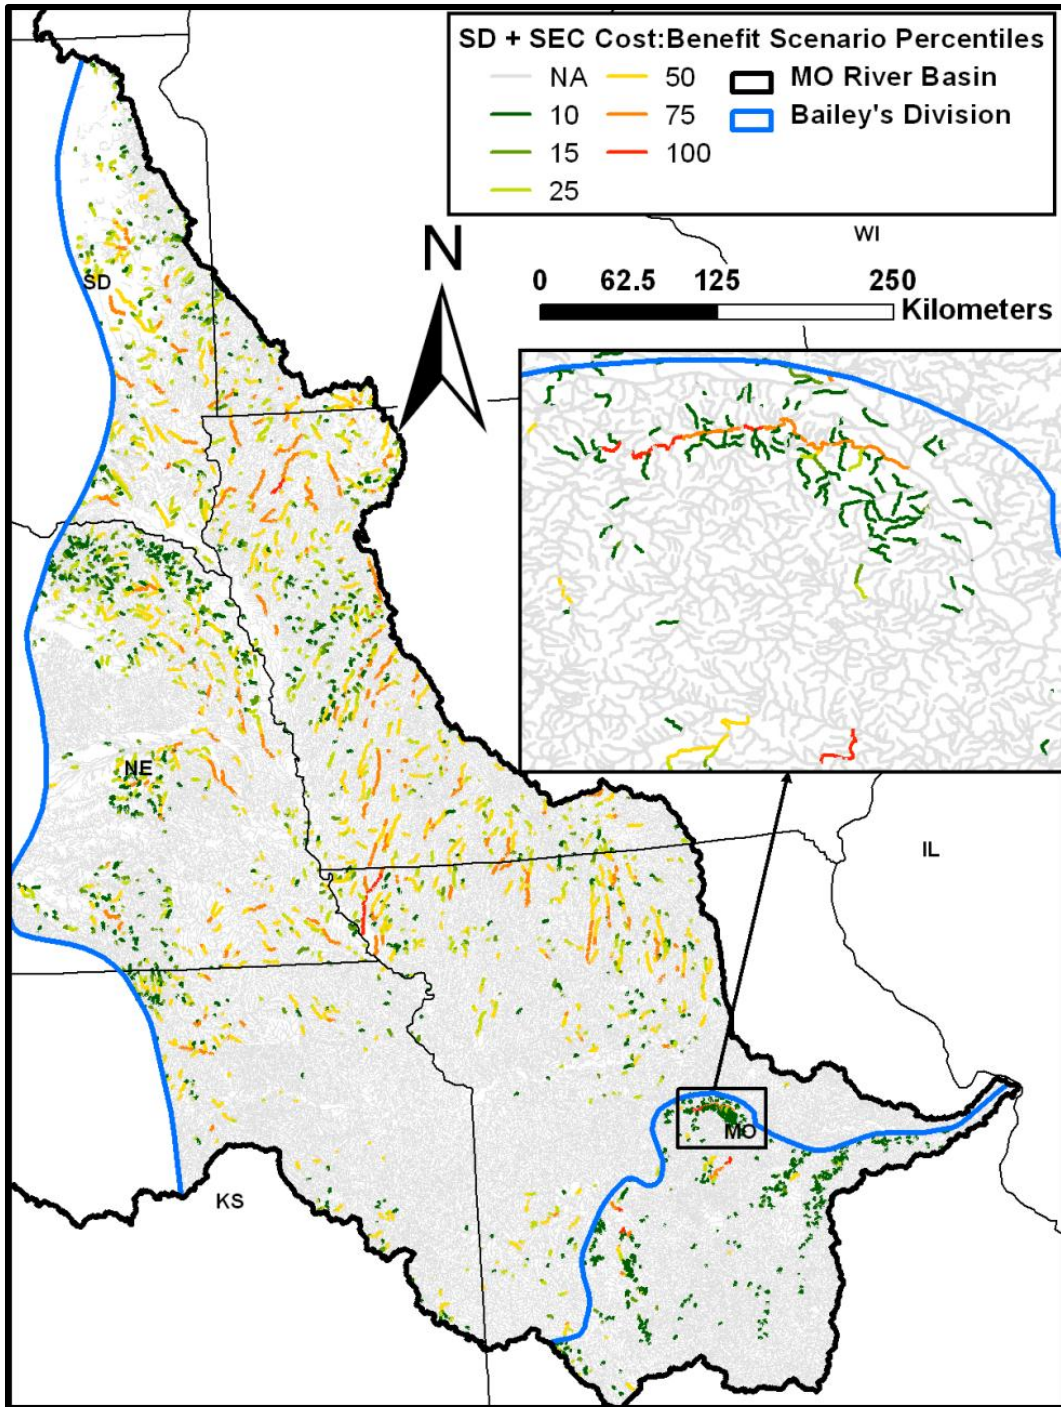 SD + SEC Cost:Benefit Scenario Percentiles
NA 50 MO River Basin
10 75 Bailey's Division
15 100
25
WI
N
0 62.5 125 250
Kilometers
SD
NE
IL
MO
KS